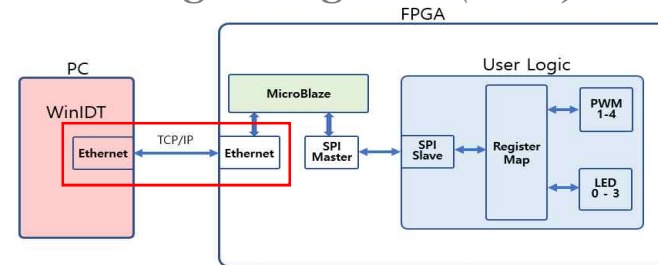 FPGA
PC
WinIDT
Ethernet
TCP/IP
Ethernet
MicroBlaze
SPI
Master
User Logic
SPI
Slave
Register
Map
PWM
1-4
LED
0 - 3